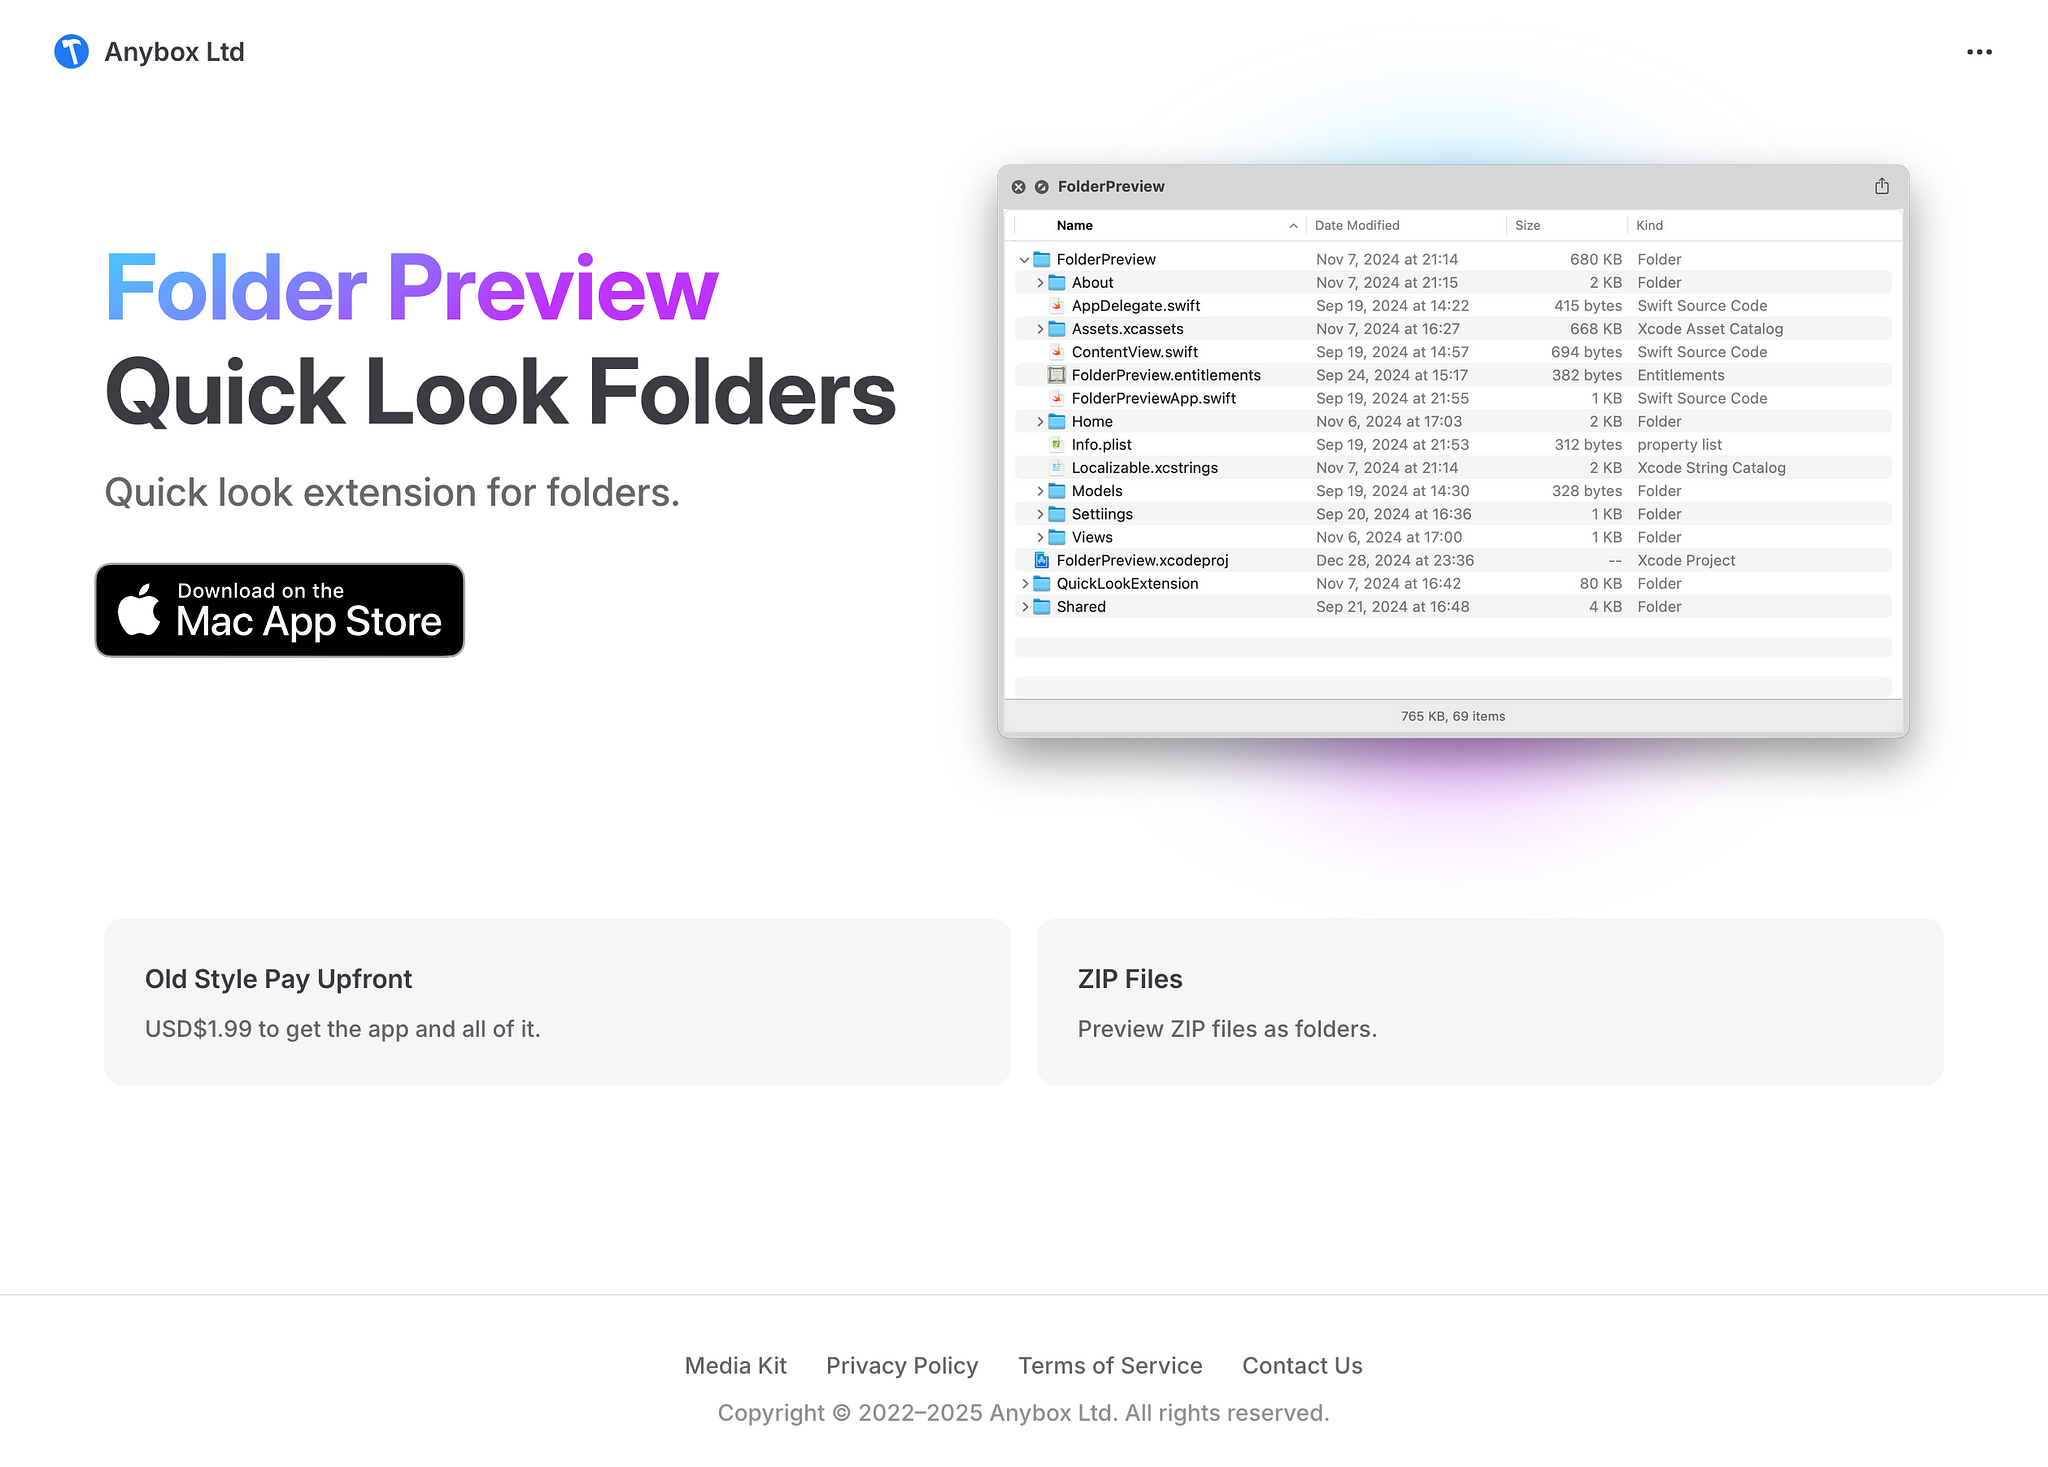 Anybox Ltd
Folder Preview
Quick Look Folders
Quick look extension for folders.
Download on the
Mac App Store
FolderPreview
Name Date Modified Size Kind
FolderPreview Nov 7, 2024 at 21:14 680 KB Folder
About Nov 7, 2024 at 21:15 2 KB Folder
AppDelegate.swift Sep 19, 2024 at 14:22 415 bytes Swift Source Code
Assets.xcassets Nov 7, 2024 at 16:27 668 KB Xcode Asset Catalog
ContentView.swift Sep 19, 2024 at 14:57 694 bytes Swift Source Code
FolderPreview.entitlements Sep 24, 2024 at 15:17 382 bytes Entitlements
FolderPreviewApp.swift Sep 19, 2024 at 21:55 1 KB Swift Source Code
Home Nov 6, 2024 at 17:03 2 KB Folder
Info.plist Sep 19, 2024 at 21:53 312 bytes property list
Localizable.xcstrings Nov 7, 2024 at 21:14 2 KB Xcode String Catalog
Models Sep 19, 2024 at 14:30 328 bytes Folder
Settiings Sep 20, 2024 at 16:36 1 KB Folder
Views Nov 6, 2024 at 17:00 1 KB Folder
FolderPreview.xcodeproj Dec 28, 2024 at 23:36 -- Xcode Project
QuickLookExtension Nov 7, 2024 at 16:42 80 KB Folder
Shared Sep 21, 2024 at 16:48 4 KB Folder
765 KB, 69 items
Old Style Pay Upfront
USD$1.99 to get the app and all of it.
ZIP Files
Preview ZIP files as folders.
Media Kit Privacy Policy Terms of Service Contact Us
Copyright © 2022–2025 Anybox Ltd. All rights reserved.